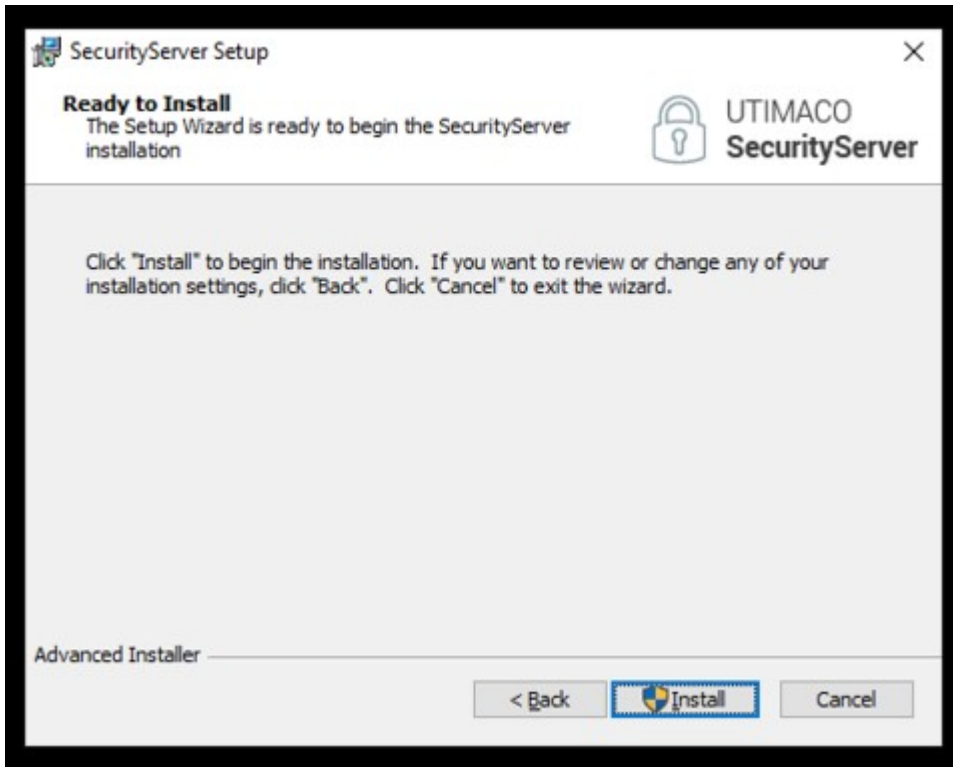 SecurityServer Setup
Ready to Install
The Setup Wizard is ready to begin the SecurityServer
installation
UTIMACO
SecurityServer
Click "Install" to begin the installation. If you want to review or change any of your
installation settings, click "Back". Click "Cancel" to exit the wizard.
Advanced Installer
< Back
Install
Cancel